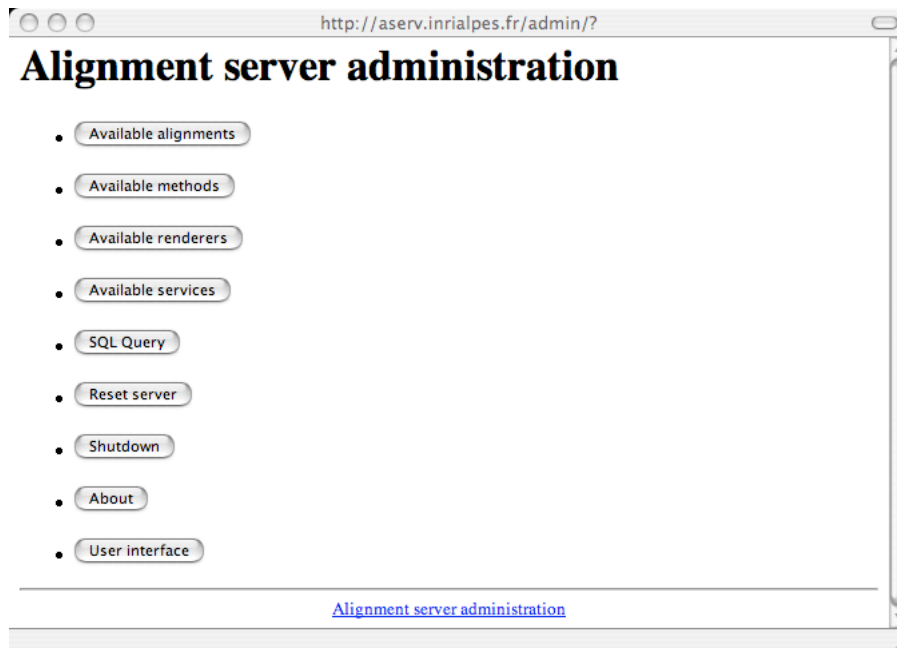 http://aserv.inrialpes.fr/admin/?
Alignment server administration
Available alignments
Available methods
Available renderers
Available services
SQL Query
Reset server
Shutdown
About
User interface
Alignment server administration